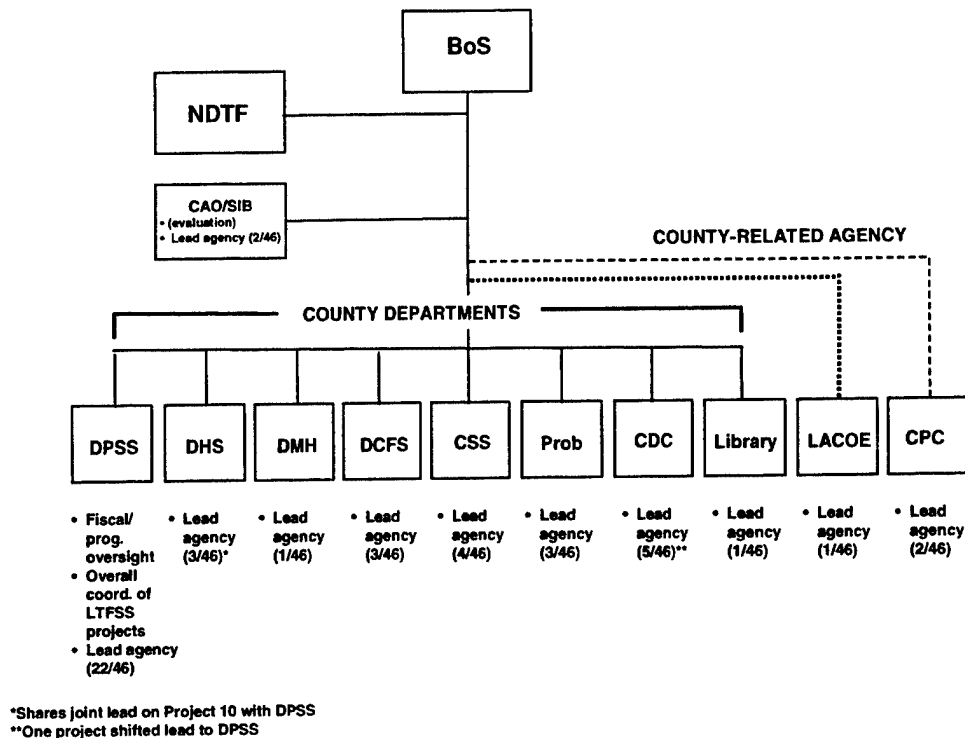 BoS
NDTF
CAO/SIB
• (evaluation)
• Lead agency (2/46)
COUNTY-RELATED AGENCY
COUNTY DEPARTMENTS
DPSS
DHS
DMH
DCFS
CSS
Prob
CDC
Library
LACOE
CPC
• Fiscal/
prog.
oversight
• Overall
coord. of
LTFSS
projects
• Lead agency
(22/46)
• Lead
agency
(3/46)*
• Lead
agency
(1/46)
• Lead
agency
(3/46)
• Lead
agency
(4/46)
• Lead
agency
(3/46)
• Lead
agency
(5/46)**
• Lead
agency
(1/46)
• Lead
agency
(1/46)
• Lead
agency
(2/46)
*Shares joint lead on Project 10 with DPSS
**One project shifted lead to DPSS